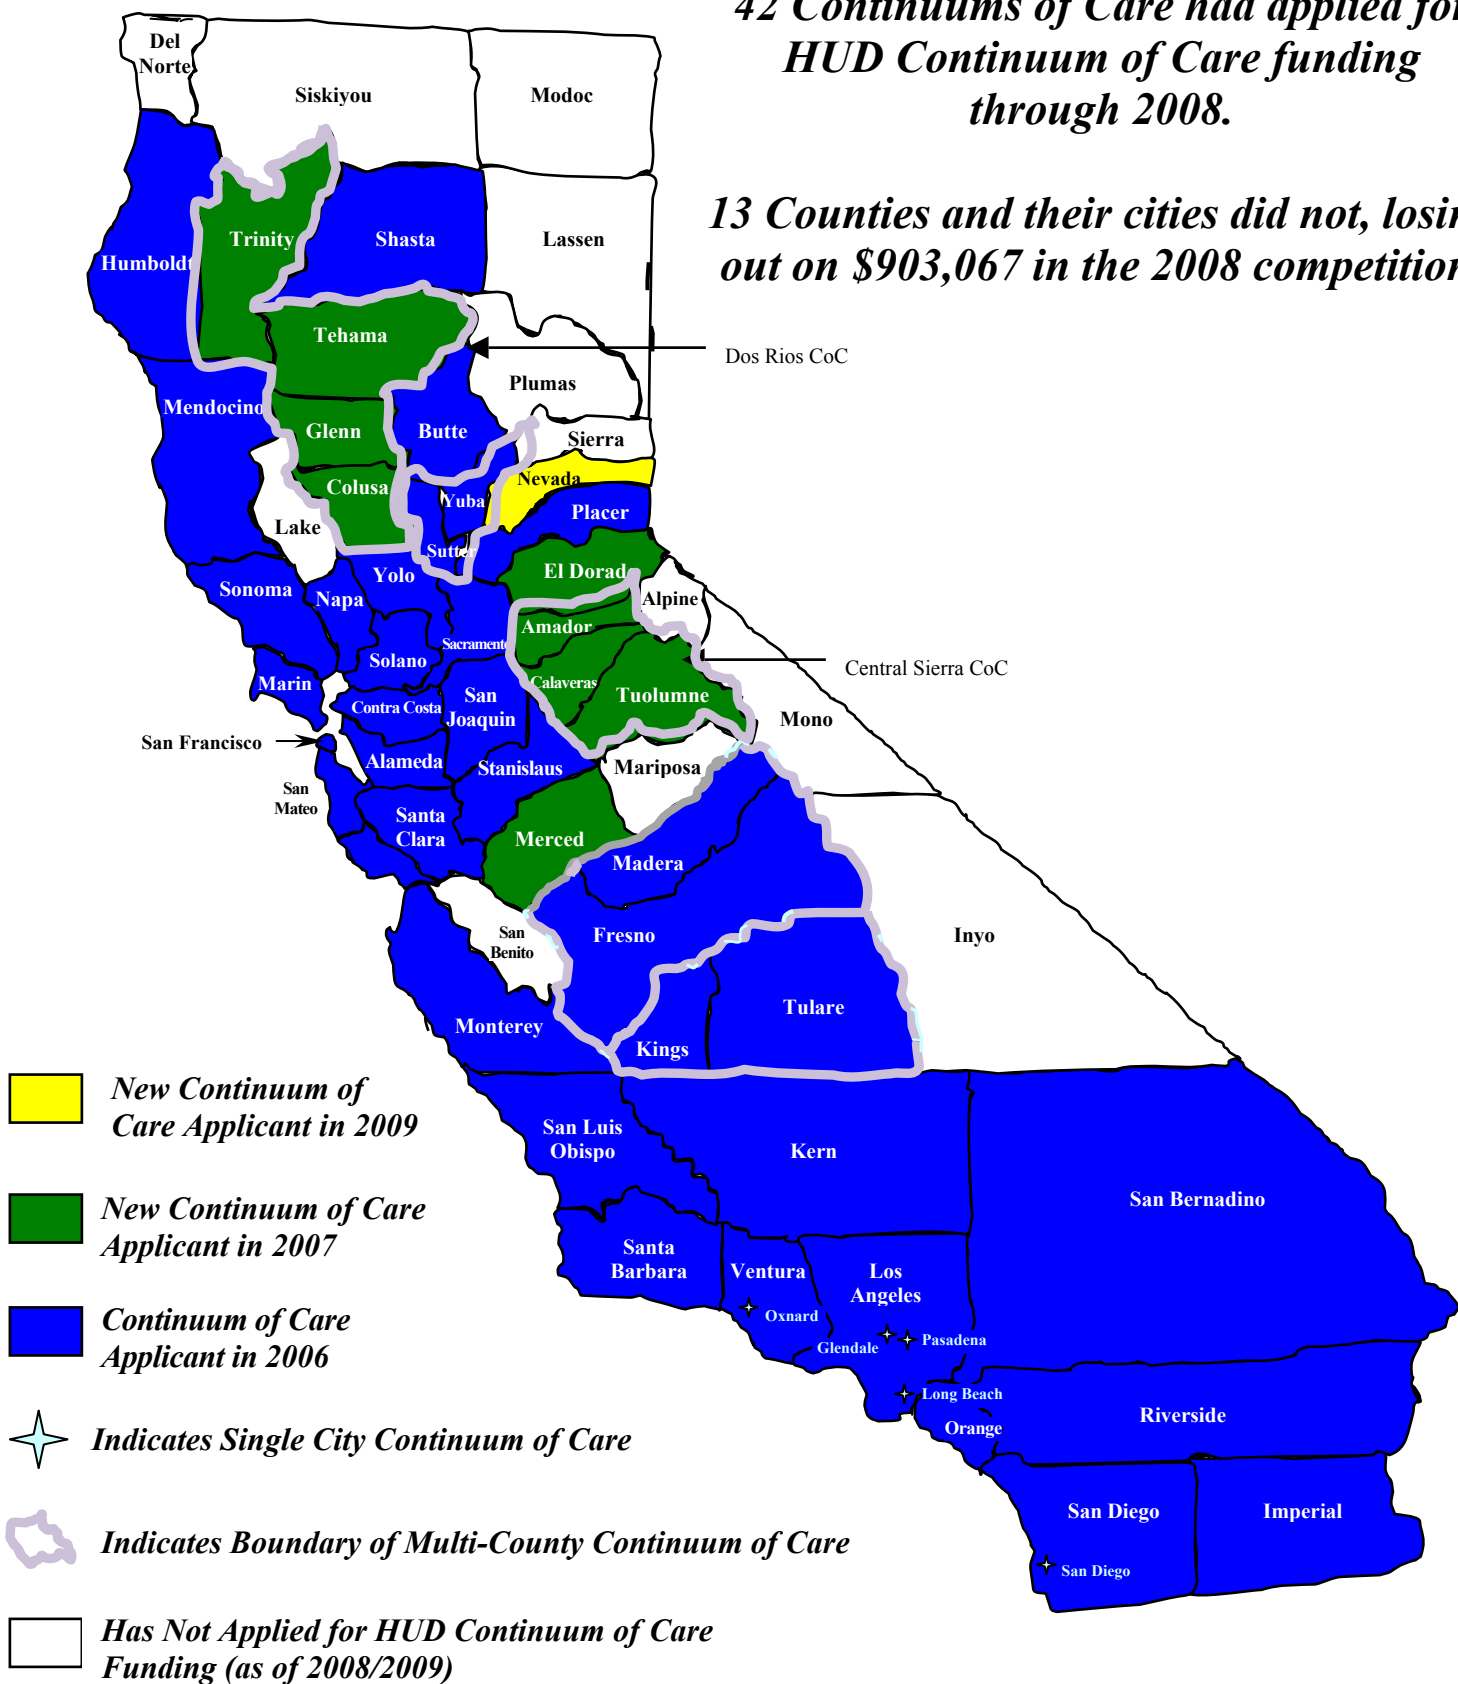 42 Continuums of Care had applied for
HUD Continuum of Care funding
through 2008.
13 Counties and their cities did not, losin
out on $903,067 in the 2008 competition
Del
Norte
Siskiyou
Modoc
Trinity
Shasta
Lassen
Humboldt
Tehama
Dos Rios CoC
Plumas
Mendocino
Glenn
Butte
Sierra
Nevada
Colusa
Yuba
Placer
Lake
Sutter
Yolo
El Dorad
Sonoma
Napa
Alpine
Amador
Sacramento
Solano
Central Sierra CoC
Marin
Calaveras
San
Joaquin
Tuolumne
Contra Costa
Mono
San Francisco
Alameda
Stanislaus
Mariposa
San
Mateo
Santa
Clara
Merced
Madera
San
Benito
Fresno
Inyo
Tulare
Monterey
Kings
New Continuum of
Care Applicant in 2009
San Luis
Obispo
Kern
San Bernadino
New Continuum of Care
Applicant in 2007
Santa
Barbara
Ventura
Los
Angeles
Oxnard
Glendale
Pasadena
Continuum of Care
Applicant in 2006
Long Beach
Orange
Riverside
Indicates Single City Continuum of Care
San Diego
Imperial
Indicates Boundary of Multi-County Continuum of Care
San Diego
Has Not Applied for HUD Continuum of Care
Funding (as of 2008/2009)